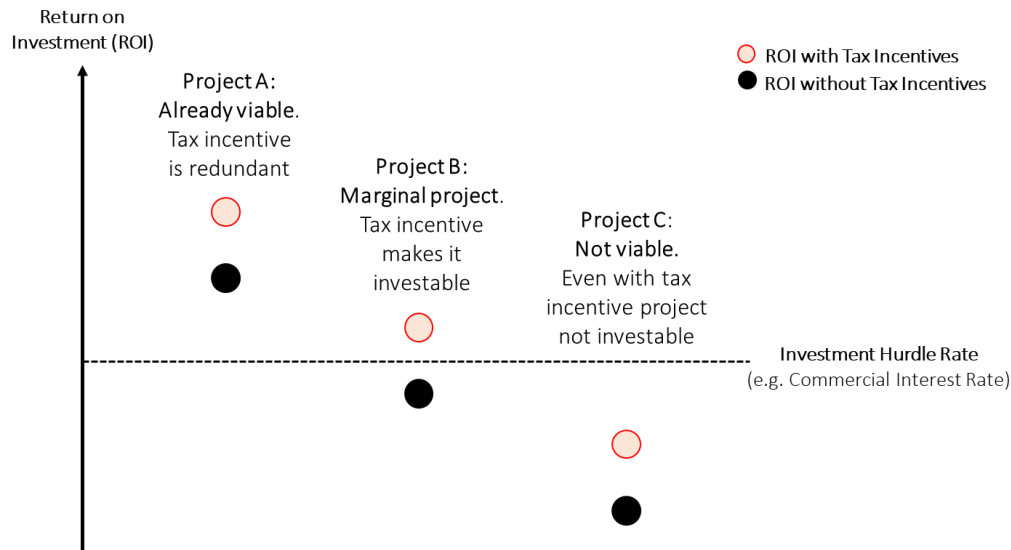 Return on
Investment (ROI)
ROI with Tax Incentives
ROI without Tax Incentives
Project A:
Already viable.
Tax incentive
is redundant
Project B:
Marginal project.
Tax incentive
makes it
investable
Project C:
Not viable.
Even with tax
incentive project
not investable
Investment Hurdle Rate
(e.g. Commercial Interest Rate)